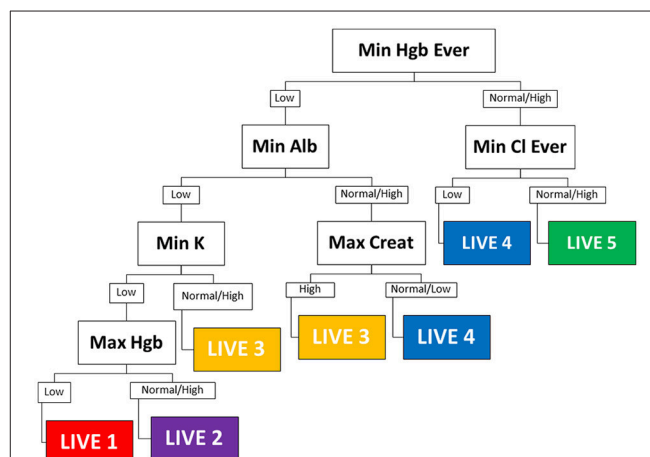 Min Hgb Ever
Low
Normal/High
Min Alb
Min Cl Ever
Low
Normal/High
Low
Normal/High
Min K
Max Creat
LIVE 4
LIVE 5
Low
Normal/High
High
Normal/Low
Max Hgb
LIVE 3
LIVE 3
LIVE 4
Low
Normal/High
LIVE 1
LIVE 2